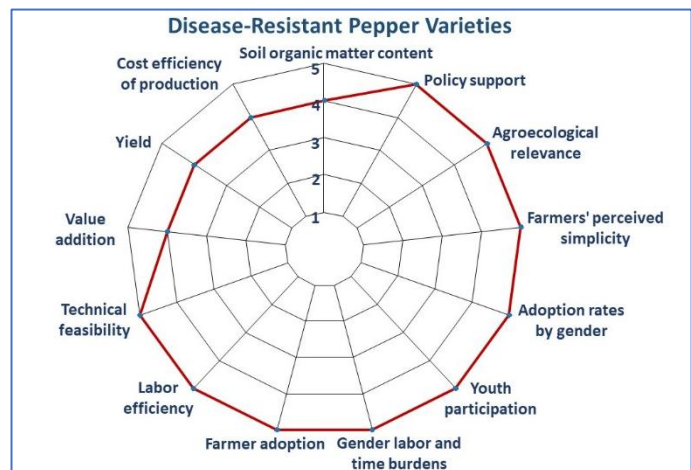 Disease-Resistant Pepper Varieties
Soil organic matter content
Policy support
Agroecological
relevance
Farmers' perceived
simplicity
Adoption rates
by gender
Youth
participation
Gender labor and
time burdens
Farmer adoption
Labor
efficiency
Technical
feasibility
Value
addition
Yield
Cost efficiency
of production
5
4
3
2
1